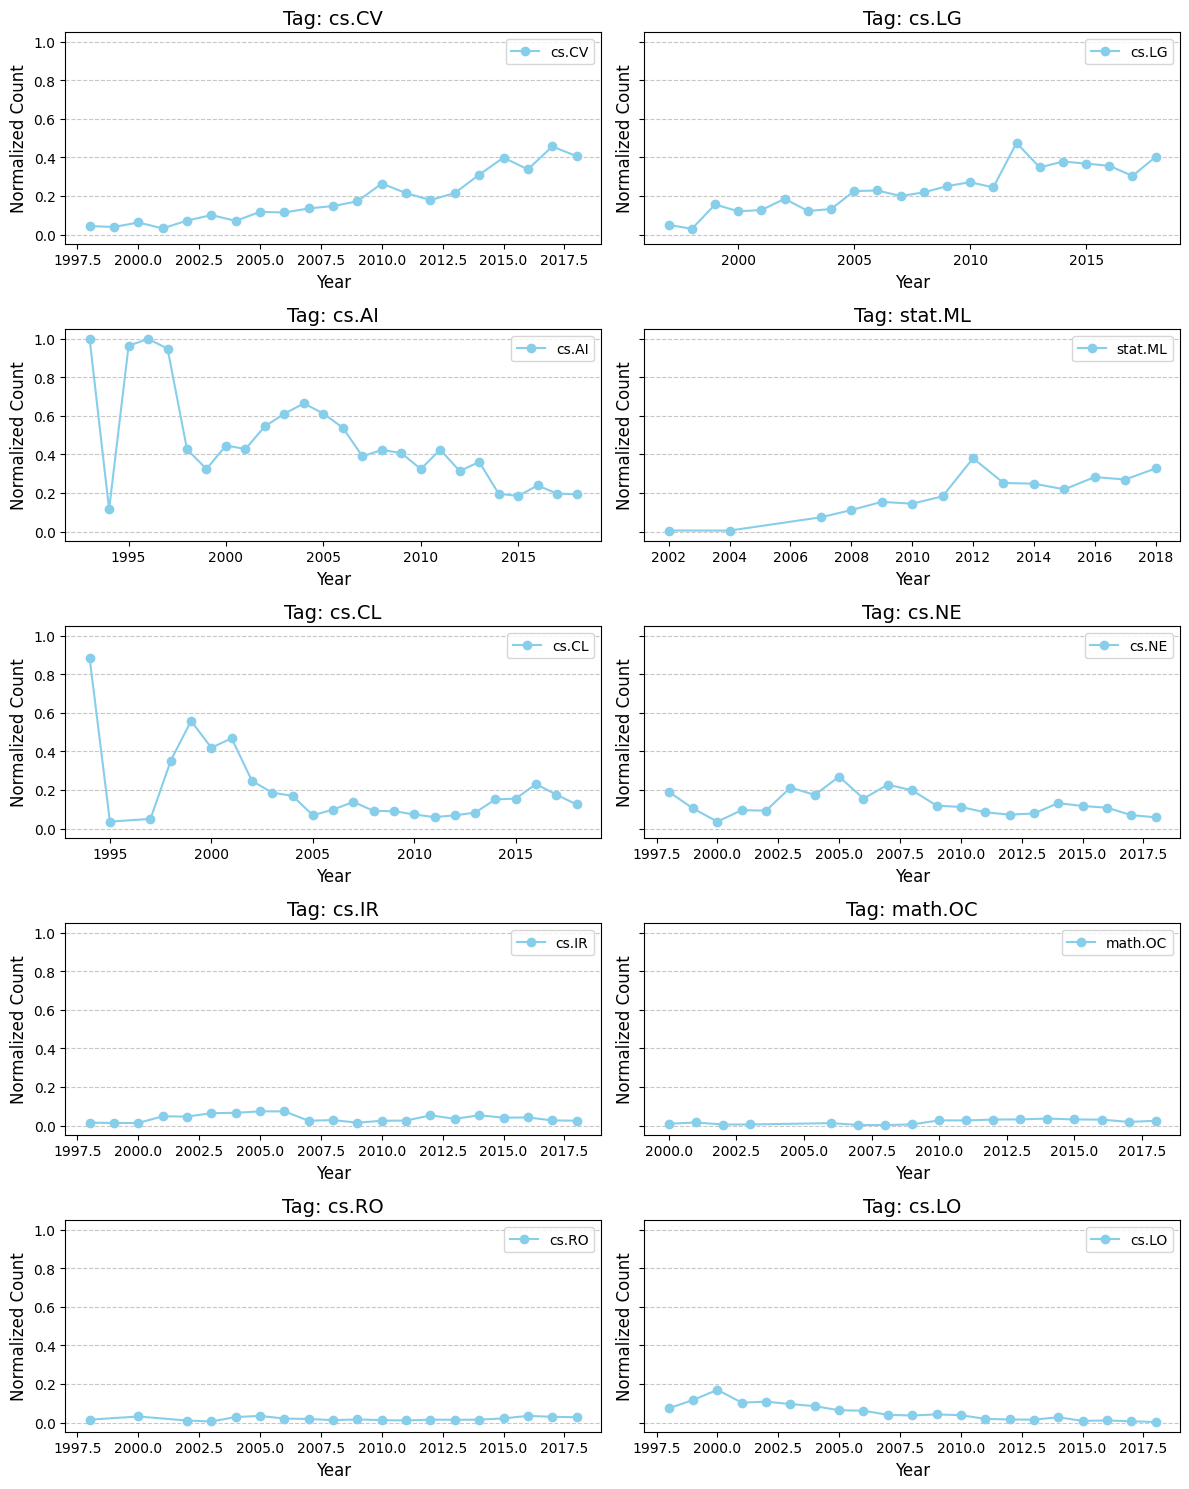 Tag: cs.CV
Normalized Count
1.0
0.8
0.6
0.4
0.2
0.0
cs.CV
1997.5 2000.0 2002.5 2005.0 2007.5 2010.0 2012.5 2015.0 2017.5
Year
Tag: cs.LG
Normalized Count
cs.LG
2000 2005 2010 2015
Year
Tag: cs.AI
Normalized Count
1.0
0.8
0.6
0.4
0.2
0.0
cs.AI
1995 2000 2005 2010 2015
Year
Tag: stat.ML
Normalized Count
stat.ML
2002 2004 2006 2008 2010 2012 2014 2016 2018
Year
Tag: cs.CL
Normalized Count
1.0
0.8
0.6
0.4
0.2
0.0
cs.CL
1995 2000 2005 2010 2015
Year
Tag: cs.NE
Normalized Count
cs.NE
1997.5 2000.0 2002.5 2005.0 2007.5 2010.0 2012.5 2015.0 2017.5
Year
Tag: cs.IR
Normalized Count
1.0
0.8
0.6
0.4
0.2
0.0
cs.IR
1997.5 2000.0 2002.5 2005.0 2007.5 2010.0 2012.5 2015.0 2017.5
Year
Tag: math.OC
Normalized Count
math.OC
2000.0 2002.5 2005.0 2007.5 2010.0 2012.5 2015.0 2017.5
Year
Tag: cs.RO
Normalized Count
1.0
0.8
0.6
0.4
0.2
0.0
cs.RO
1997.5 2000.0 2002.5 2005.0 2007.5 2010.0 2012.5 2015.0 2017.5
Year
Tag: cs.LO
Normalized Count
cs.LO
1997.5 2000.0 2002.5 2005.0 2007.5 2010.0 2012.5 2015.0 2017.5
Year